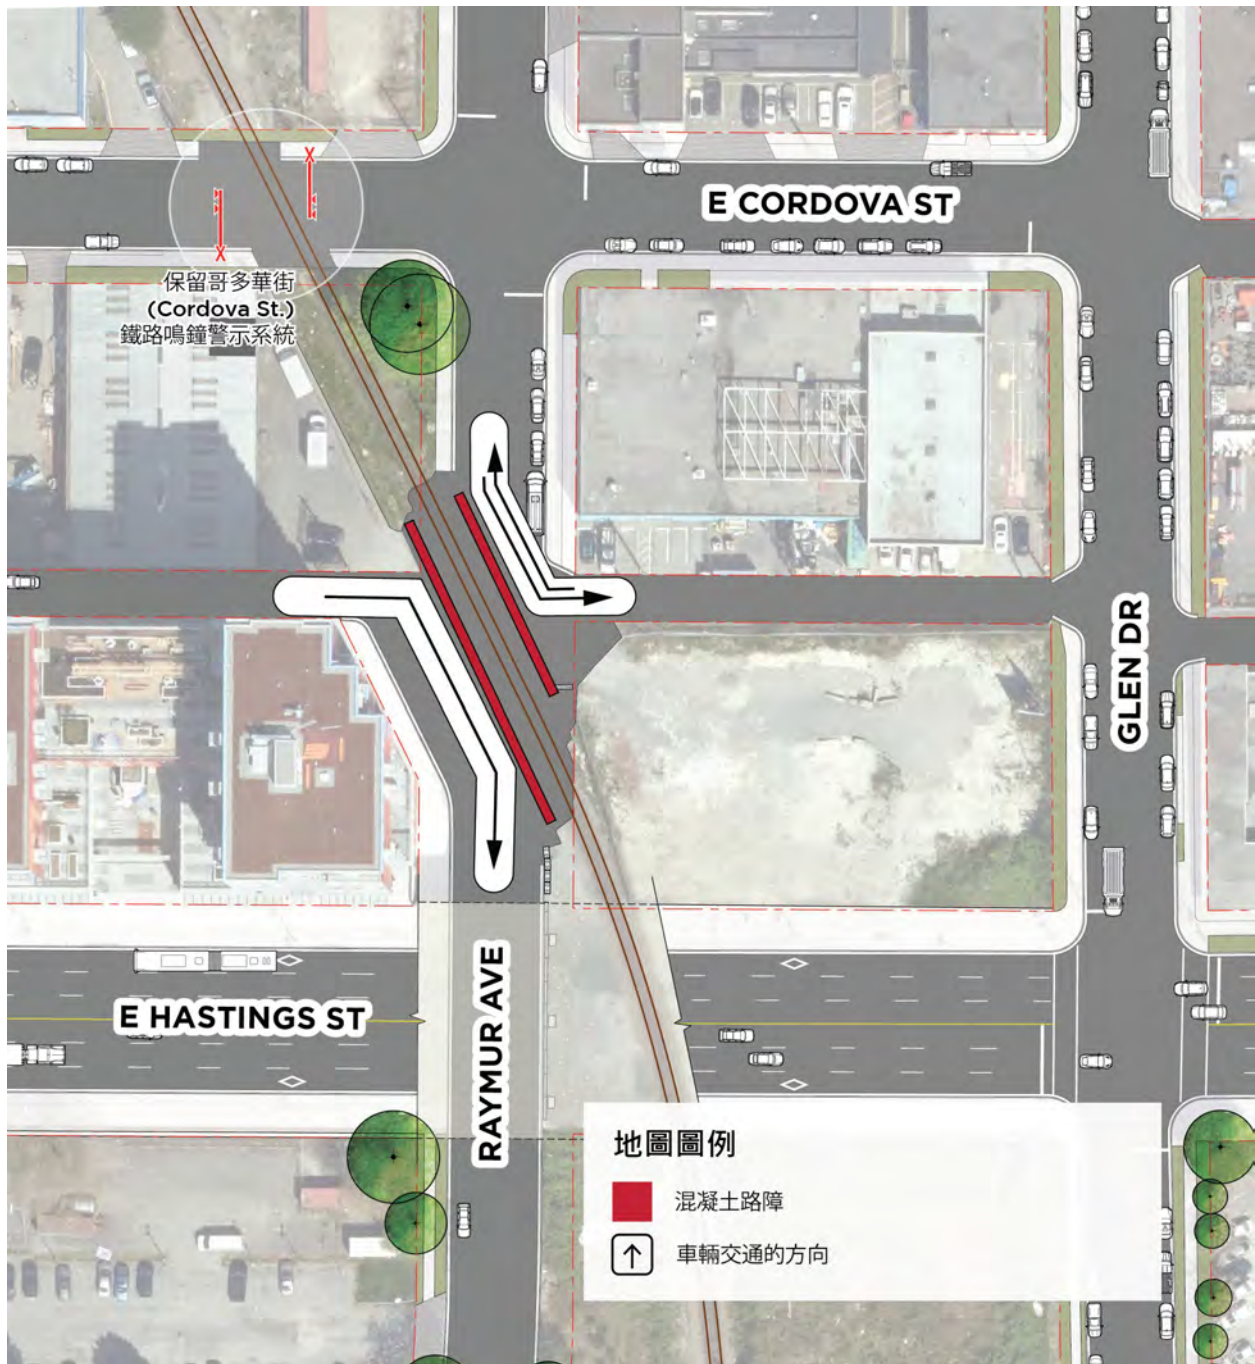 E CORDOVA ST
保留哥多華街
(Cordova St.)
鐵路鳴鐘警示系統
GLEN DR
RAYMUR AVE
E HASTINGS ST
地圖圖例
混凝土路障
車輛交通的方向